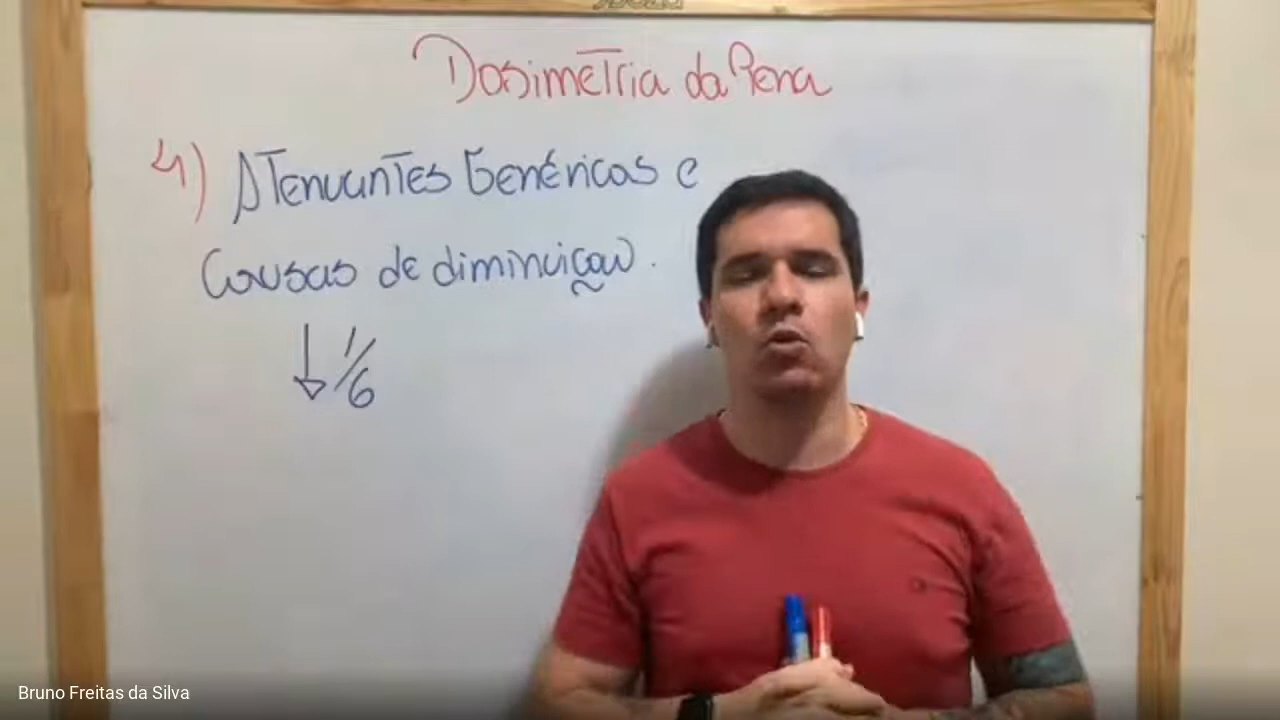 Dosimetria da Pena
4) Atenuantes Genéricas e
Causas de diminuição.
↓ 1/6
Bruno Freitas da Silva